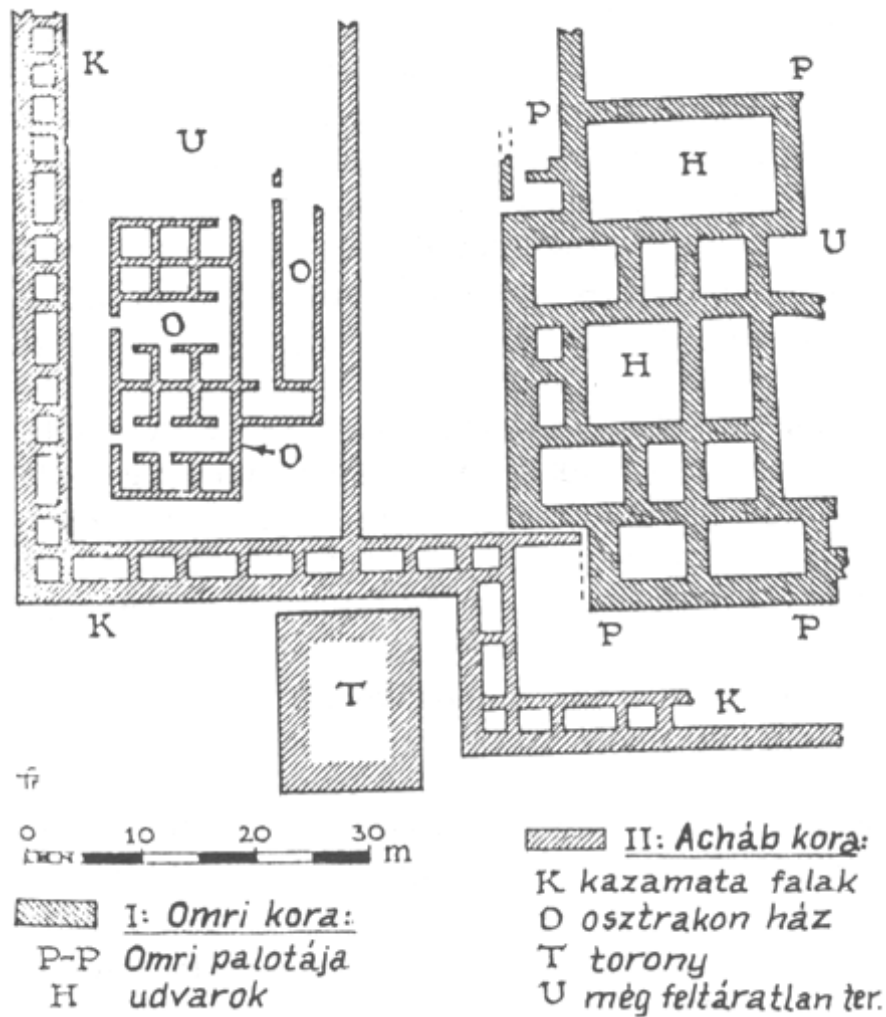 K
P
P
U
H
U
O
O
H
O
K
P
P
T
K
0 10 20 30 m
I: Omri kora:
P-P Omri palotája
H udvarok
II: Acháb kora:
K kazamata falak
O osztrakon ház
T torony
U még feltáratlan ter.